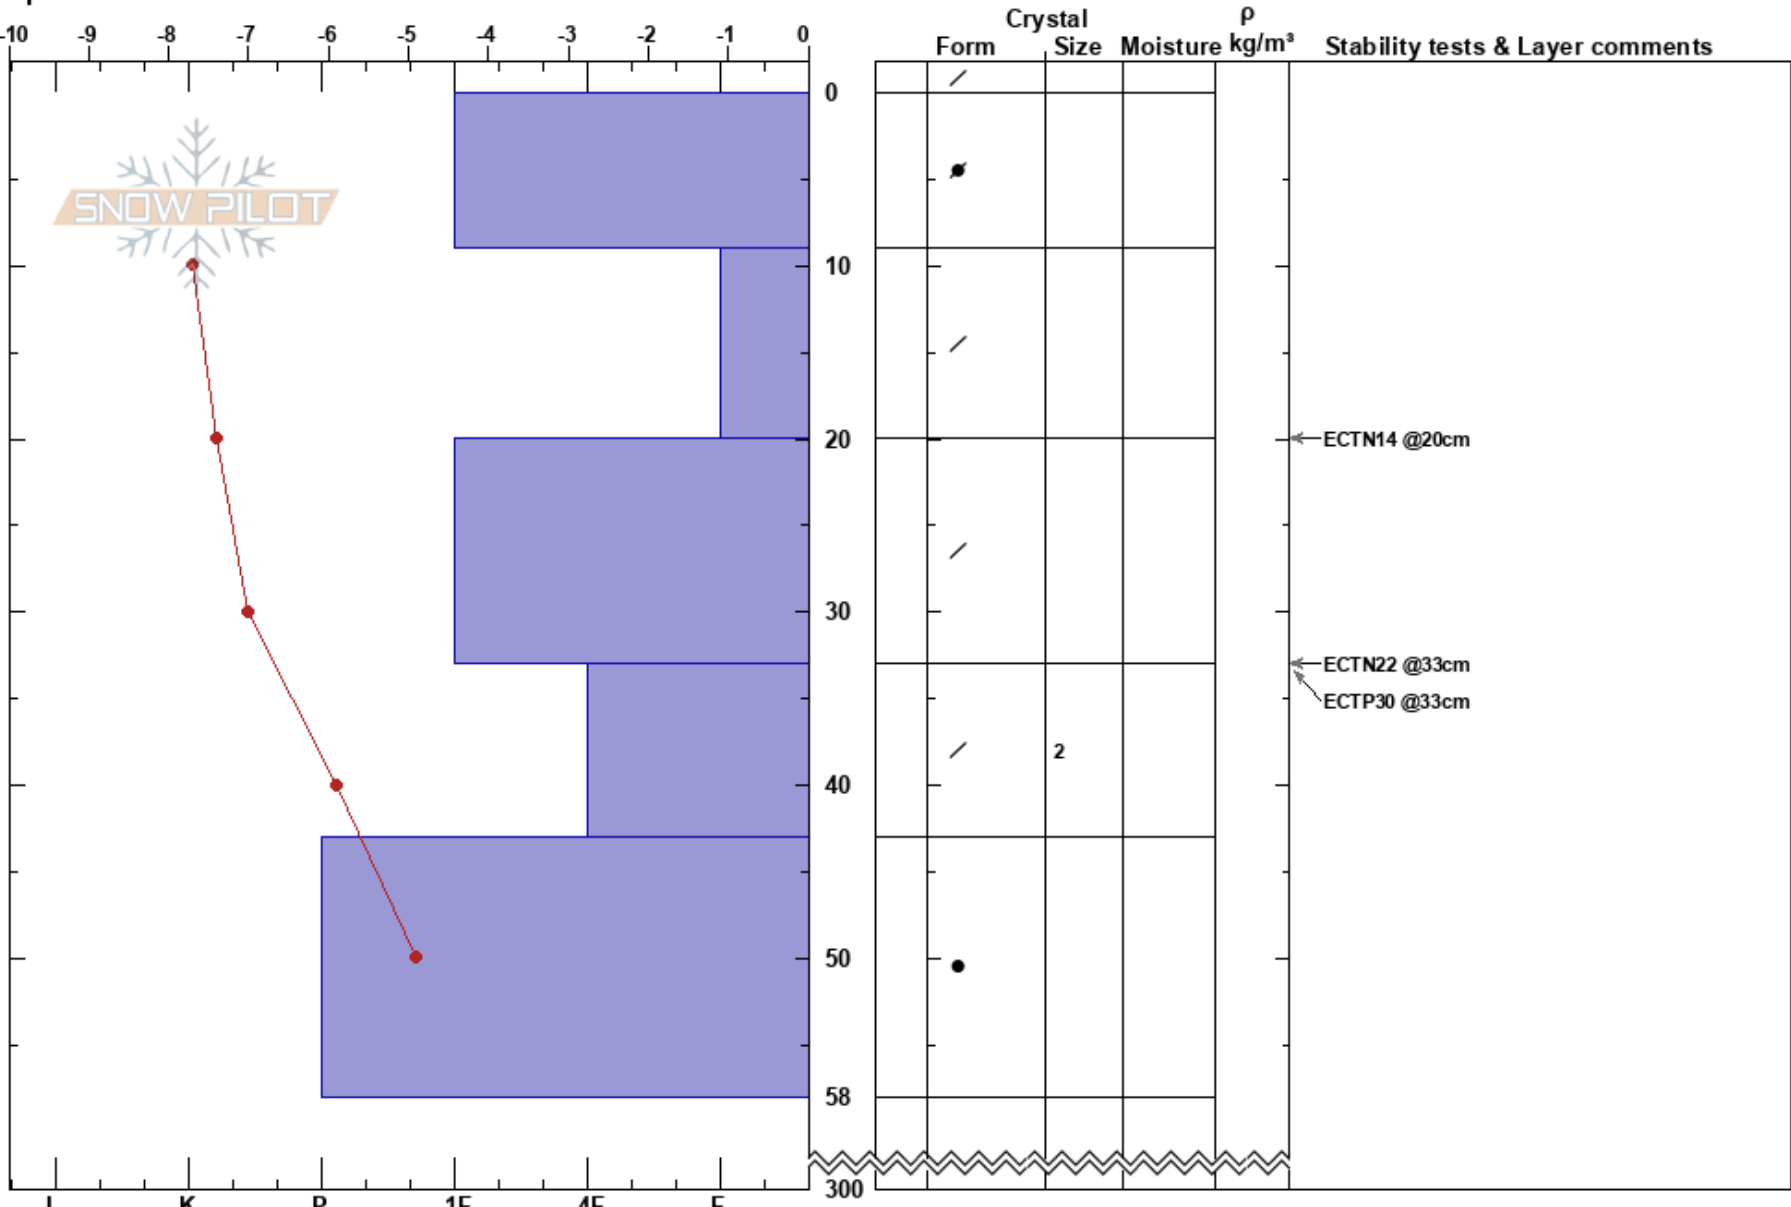 -10 -9 -8 -7 -6 -5 -4 -3 -2 -1 0
Crystal
ρ
Form Size Moisture kg/m³ Stability tests & Layer comments
0
SNOW PILOT
10
20
ECTN14 @20cm
30
ECTN22 @33cm
ECTP30 @33cm
2
40
50
58
300
I K P 1F 4F F